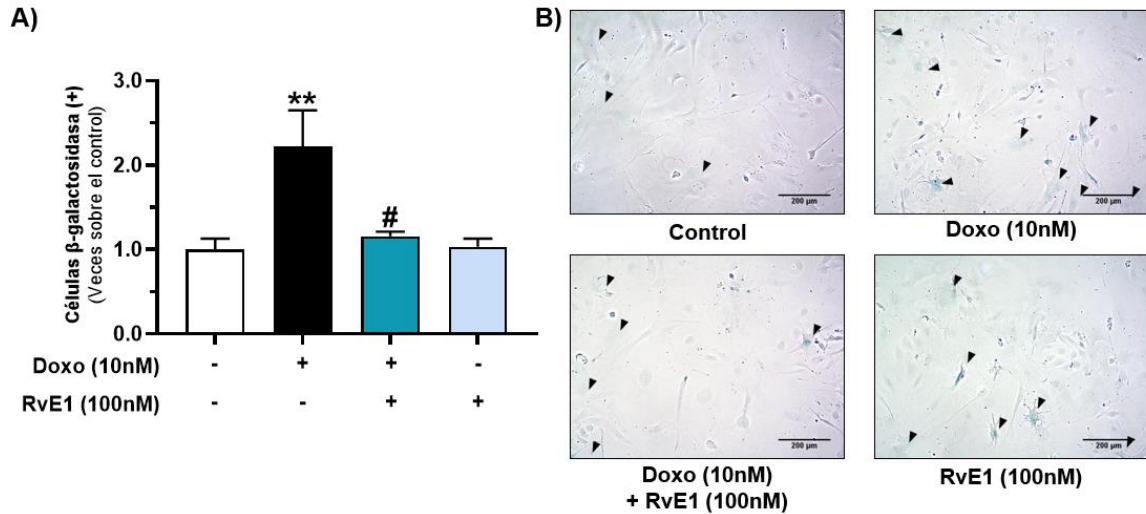 A)
Células β-galactosidasa (+)
(Veces sobre el control)
3.0
2.0
1.0
0.0
**
#
Doxo (10nM) - + + -
RvE1 (100nM) - - + +
B)
200 µm
Control
200 µm
Doxo (10nM)
200 µm
Doxo (10nM)
+ RvE1 (100nM)
200 µm
RvE1 (100nM)